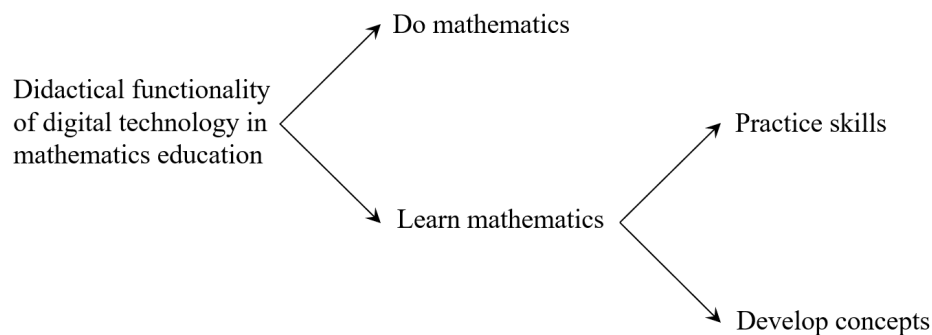 Do mathematics
Didactical functionality
of digital technology in
mathematics education
Practice skills
Learn mathematics
Develop concepts